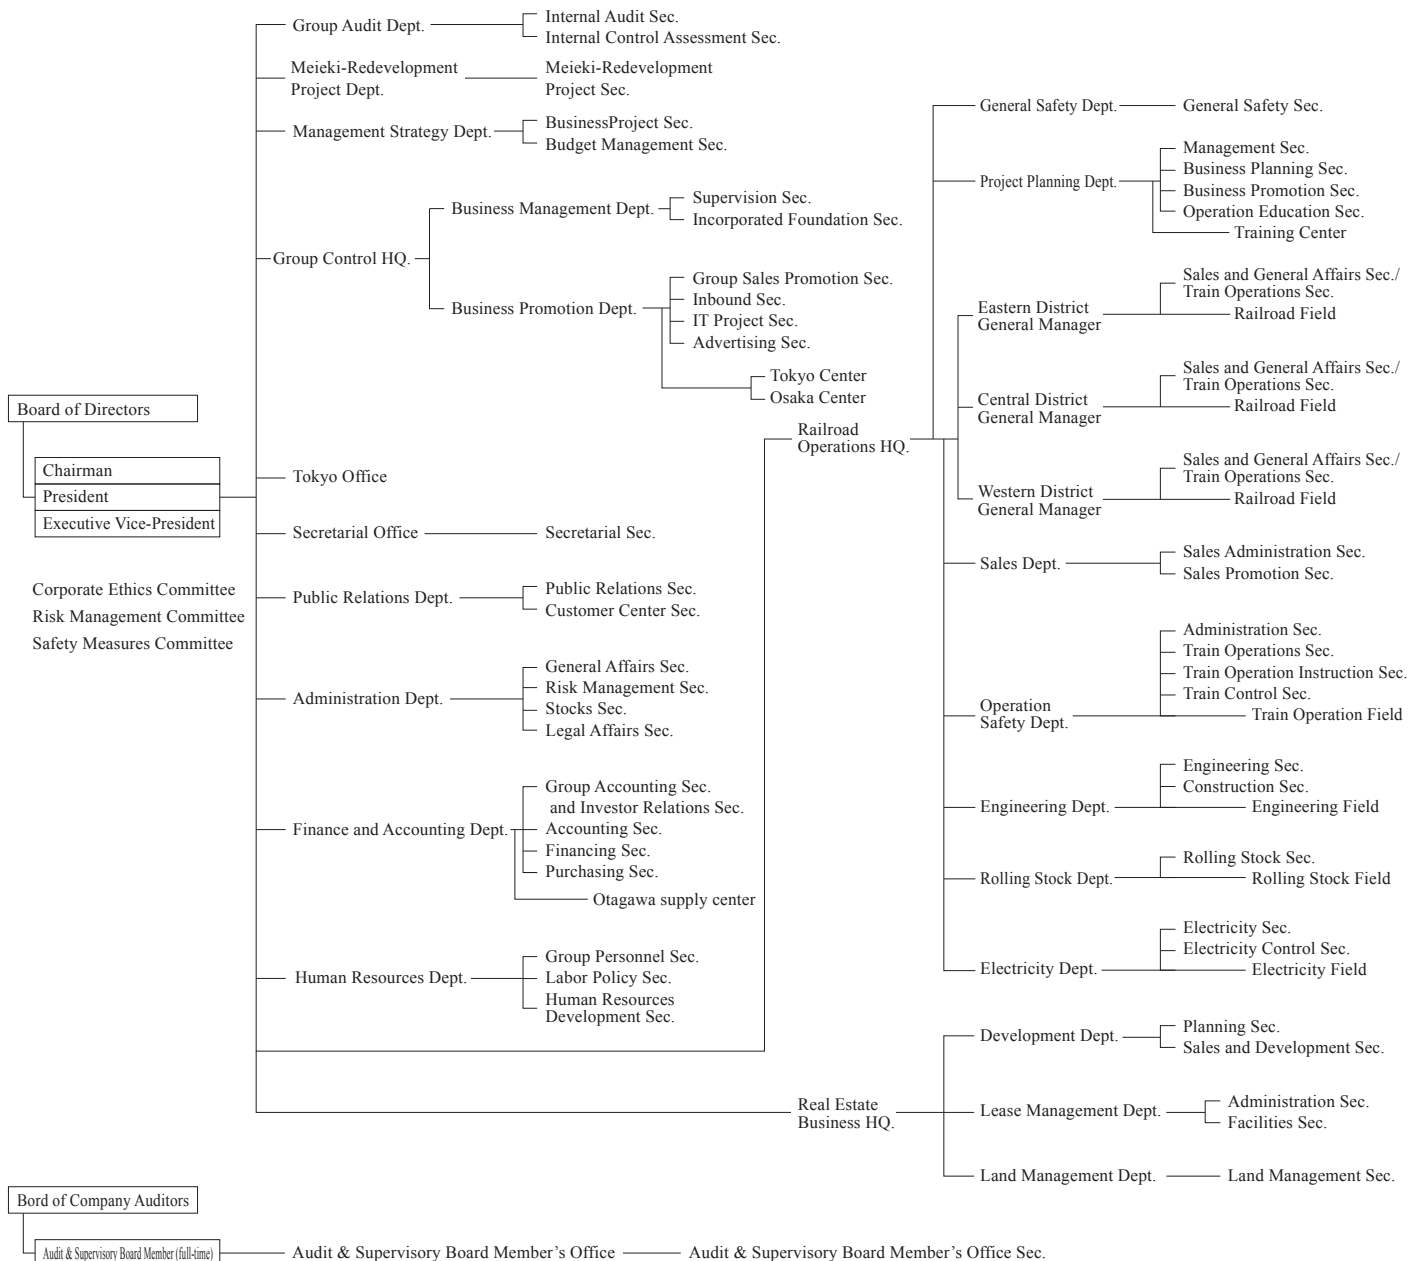 Group Audit Dept.
Internal Audit Sec.
Internal Control Assessment Sec.
Meieki-Redevelopment
Project Dept.
Meieki-Redevelopment
Project Sec.
Management Strategy Dept.
BusinessProject Sec.
Budget Management Sec.
Group Control HQ.
Business Management Dept.
Supervision Sec.
Incorporated Foundation Sec.
Business Promotion Dept.
Group Sales Promotion Sec.
Inbound Sec.
IT Project Sec.
Advertising Sec.
Tokyo Center
Osaka Center
Board of Directors
Chairman
President
Executive Vice-President
Corporate Ethics Committee
Risk Management Committee
Safety Measures Committee
Tokyo Office
Secretarial Office
Secretarial Sec.
Public Relations Dept.
Public Relations Sec.
Customer Center Sec.
Administration Dept.
General Affairs Sec.
Risk Management Sec.
Stocks Sec.
Legal Affairs Sec.
Finance and Accounting Dept.
Group Accounting Sec.
and Investor Relations Sec.
Accounting Sec.
Financing Sec.
Purchasing Sec.
Otagawa supply center
Human Resources Dept.
Group Personnel Sec.
Labor Policy Sec.
Human Resources
Development Sec.
Railroad
Operations HQ.
General Safety Dept.
General Safety Sec.
Project Planning Dept.
Management Sec.
Business Planning Sec.
Business Promotion Sec.
Operation Education Sec.
Training Center
Eastern District
General Manager
Sales and General Affairs Sec./
Train Operations Sec.
Railroad Field
Central District
General Manager
Sales and General Affairs Sec./
Train Operations Sec.
Railroad Field
Western District
General Manager
Sales and General Affairs Sec./
Train Operations Sec.
Railroad Field
Sales Dept.
Sales Administration Sec.
Sales Promotion Sec.
Operation
Safety Dept.
Administration Sec.
Train Operations Sec.
Train Operation Instruction Sec.
Train Control Sec.
Train Operation Field
Engineering Dept.
Engineering Sec.
Construction Sec.
Engineering Field
Rolling Stock Dept.
Rolling Stock Sec.
Rolling Stock Field
Electricity Dept.
Electricity Sec.
Electricity Control Sec.
Electricity Field
Real Estate
Business HQ.
Development Dept.
Planning Sec.
Sales and Development Sec.
Lease Management Dept.
Administration Sec.
Facilities Sec.
Land Management Dept.
Land Management Sec.
Bord of Company Auditors
Audit & Supervisory Board Member (full-time)
Audit & Supervisory Board Member’s Office
Audit & Supervisory Board Member’s Office Sec.